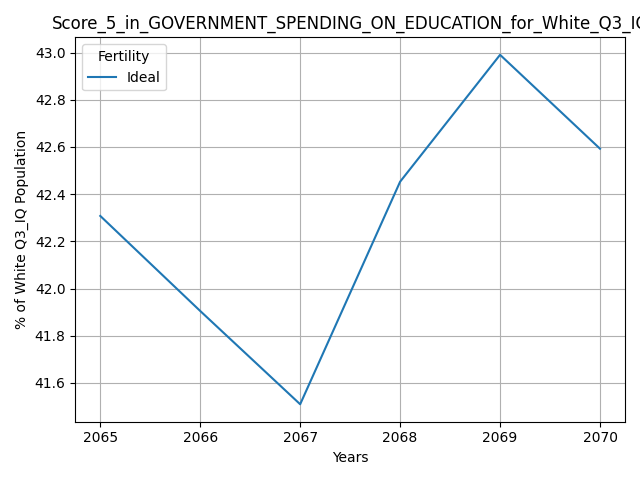 Score_5_in_GOVERNMENT_SPENDING_ON_EDUCATION_for_White_Q3_IQ
Fertility
Ideal
% of White Q3_IQ Population
43.0
42.8
42.6
42.4
42.2
42.0
41.8
41.6
2065 2066 2067 2068 2069 2070
Years